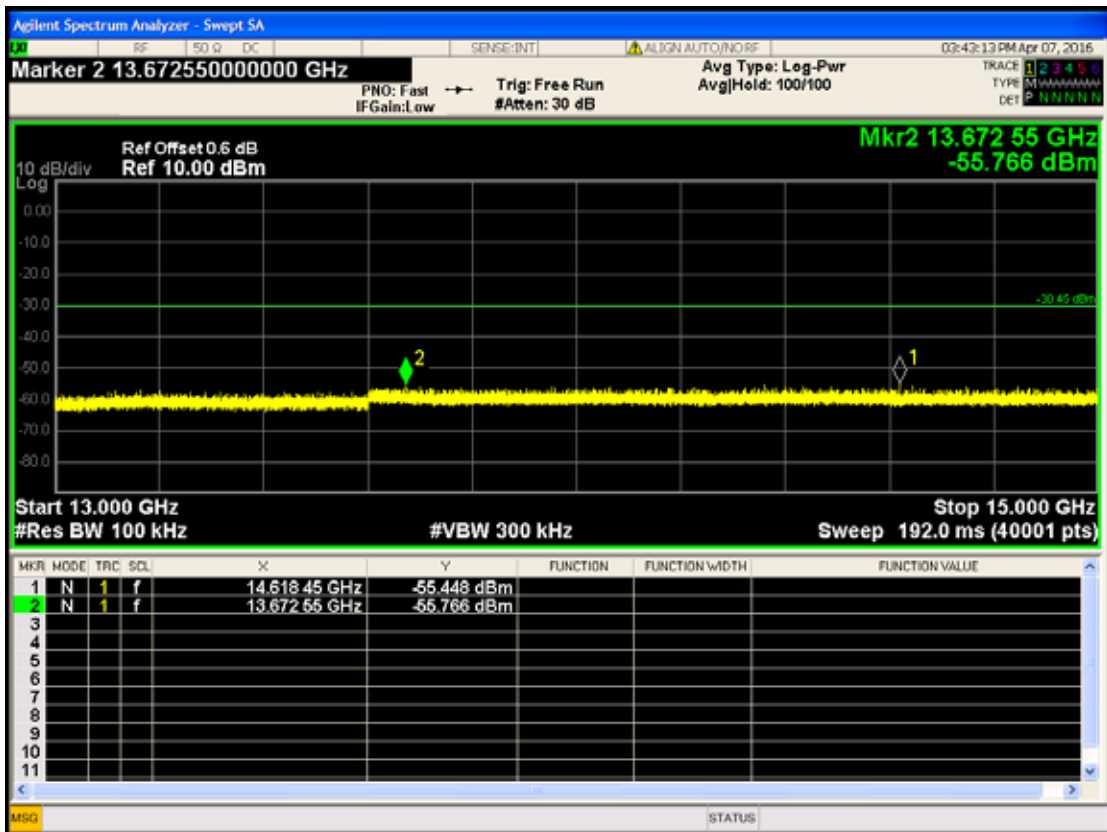 Agilent Spectrum Analyzer - Swept SA
LXI RF 50 Ω DC SENSE:INT ALIGN AUTO/NO RF 03:43:13 PM Apr 07, 2016
Marker 2 13.672550000000 GHz
PNO: Fast
IFGain:Low
Trig: Free Run
#Atten: 30 dB
Avg Type: Log-Pwr
Avg|Hold: 100/100
TRACE 1 2 3 4 5 6
TYPE M WWWWW
DET P N N N N N
Ref Offset 0.6 dB
10 dB/div Ref 10.00 dBm
Log
Mkr2 13.672 55 GHz
-55.766 dBm
0.00
-10.0
-20.0
-30.0
-30.45 dBm
-40.0
2
1
-50.0
-60.0
-70.0
-80.0
Start 13.000 GHz Stop 15.000 GHz
#Res BW 100 kHz #VBW 300 kHz Sweep 192.0 ms (40001 pts)
MKR MODE TRC SCL X Y FUNCTION FUNCTION WIDTH FUNCTION VALUE
1 N 1 f 14.618 45 GHz -55.448 dBm
2 N 1 f 13.672 55 GHz -55.766 dBm
3
4
5
6
7
8
9
10
11
MSG STATUS